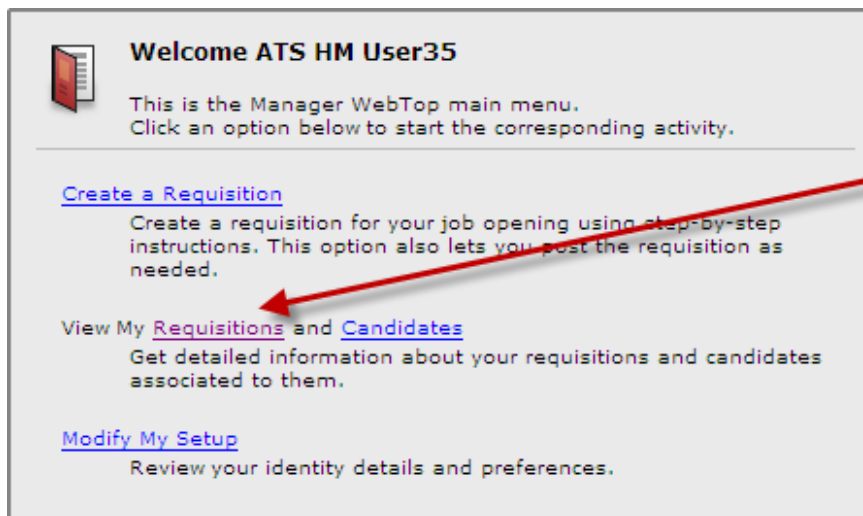 Welcome ATS HM User35
This is the Manager WebTop main menu.
Click an option below to start the corresponding activity.
Create a Requisition
Create a requisition for your job opening using step-by-step
instructions. This option also lets you post the requisition as
needed.
View My Requisitions and Candidates
Get detailed information about your requisitions and candidates
associated to them.
Modify My Setup
Review your identity details and preferences.